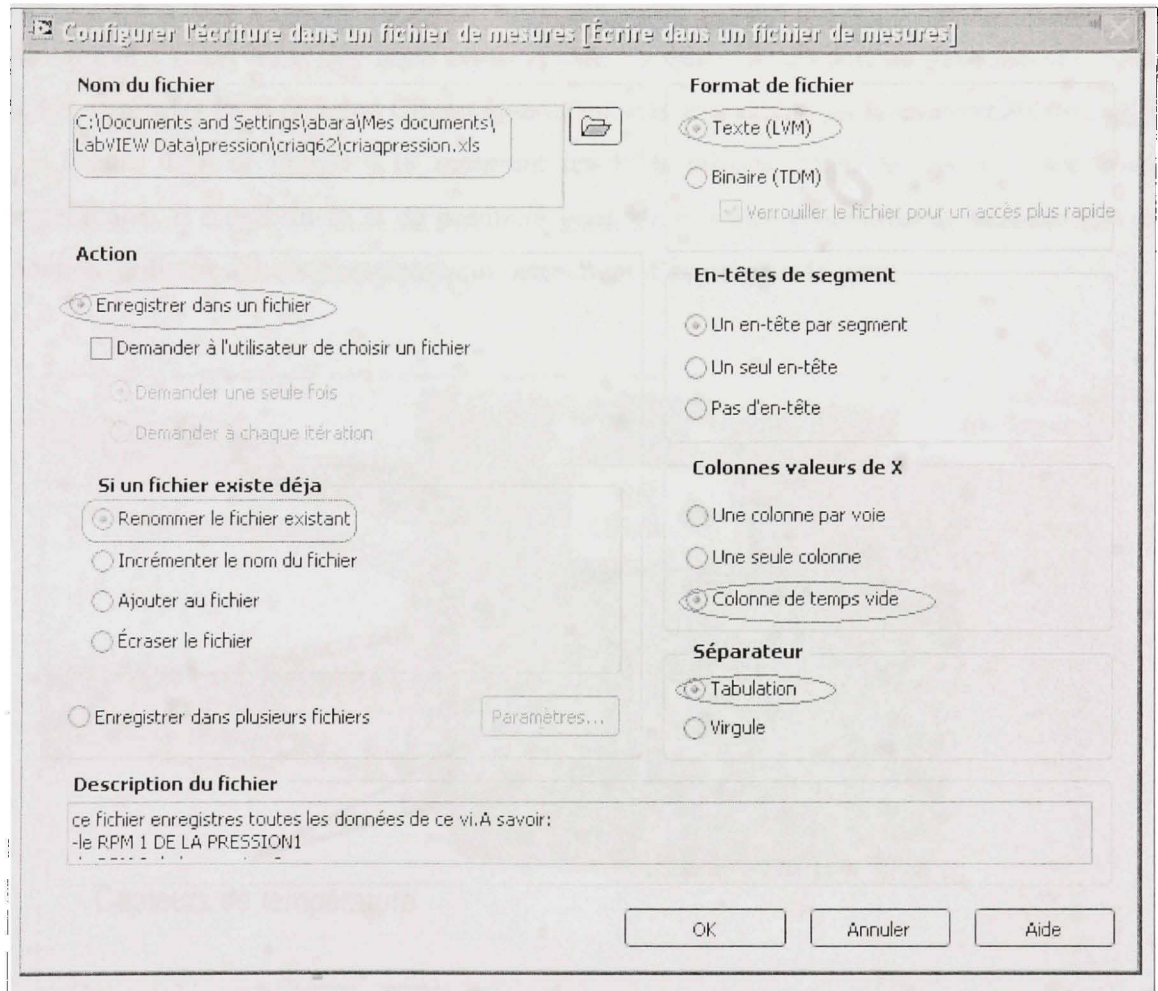 Configurer l'écriture dans un fichier de mesures [Écrire dans un fichier de mesures]
Nom du fichier
C:\Documents and Settings\abara\Mes documents\
LabVIEW Data\pression\criaq62\criaqpression.xls
Action
Enregistrer dans un fichier
Demander à l'utilisateur de choisir un fichier
Demander une seule fois
Demander à chaque itération
Si un fichier existe déja
Renommer le fichier existant
Incrémenter le nom du fichier
Ajouter au fichier
Écraser le fichier
Enregistrer dans plusieurs fichiers
Paramètres...
Format de fichier
Texte (LVM)
Binaire (TDM)
Verrouiller le fichier pour un accès plus rapide
En-têtes de segment
Un en-tête par segment
Un seul en-tête
Pas d'en-tête
Colonnes valeurs de X
Une colonne par voie
Une seule colonne
Colonne de temps vide
Séparateur
Tabulation
Virgule
Description du fichier
ce fichier enregistres toutes les données de ce vi.A savoir:
-le RPM 1 DE LA PRESSION1
OK
Annuler
Aide